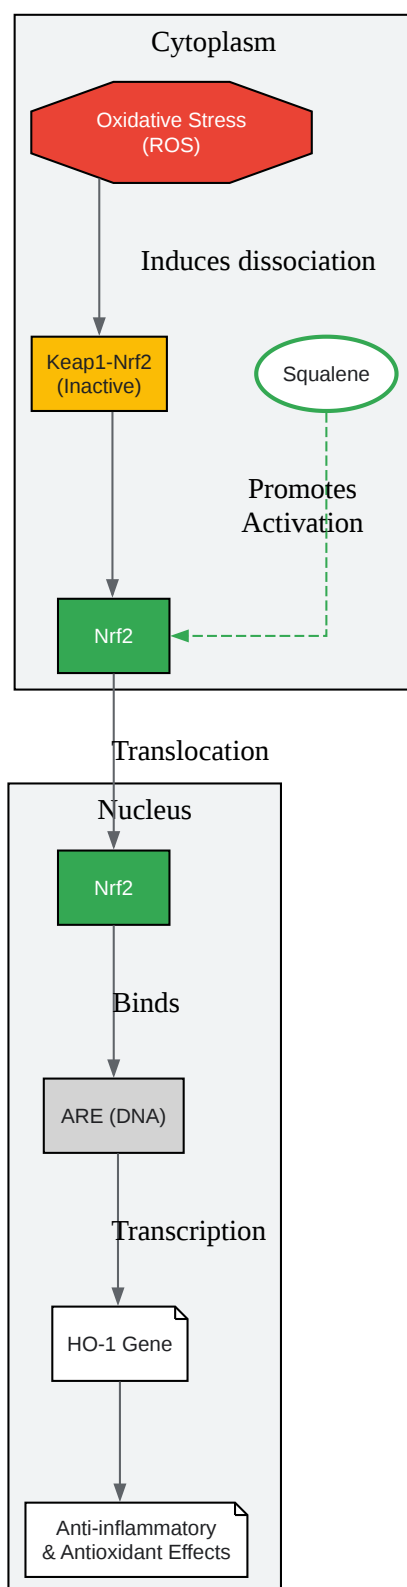 Cytoplasm
Oxidative Stress
(ROS)
Induces dissociation
Keap1-Nrf2
(Inactive)
Squalene
Promotes
Activation
Nrf2
Translocation
Nucleus
Nrf2
Binds
ARE (DNA)
Transcription
HO-1 Gene
Anti-inflammatory
& Antioxidant Effects